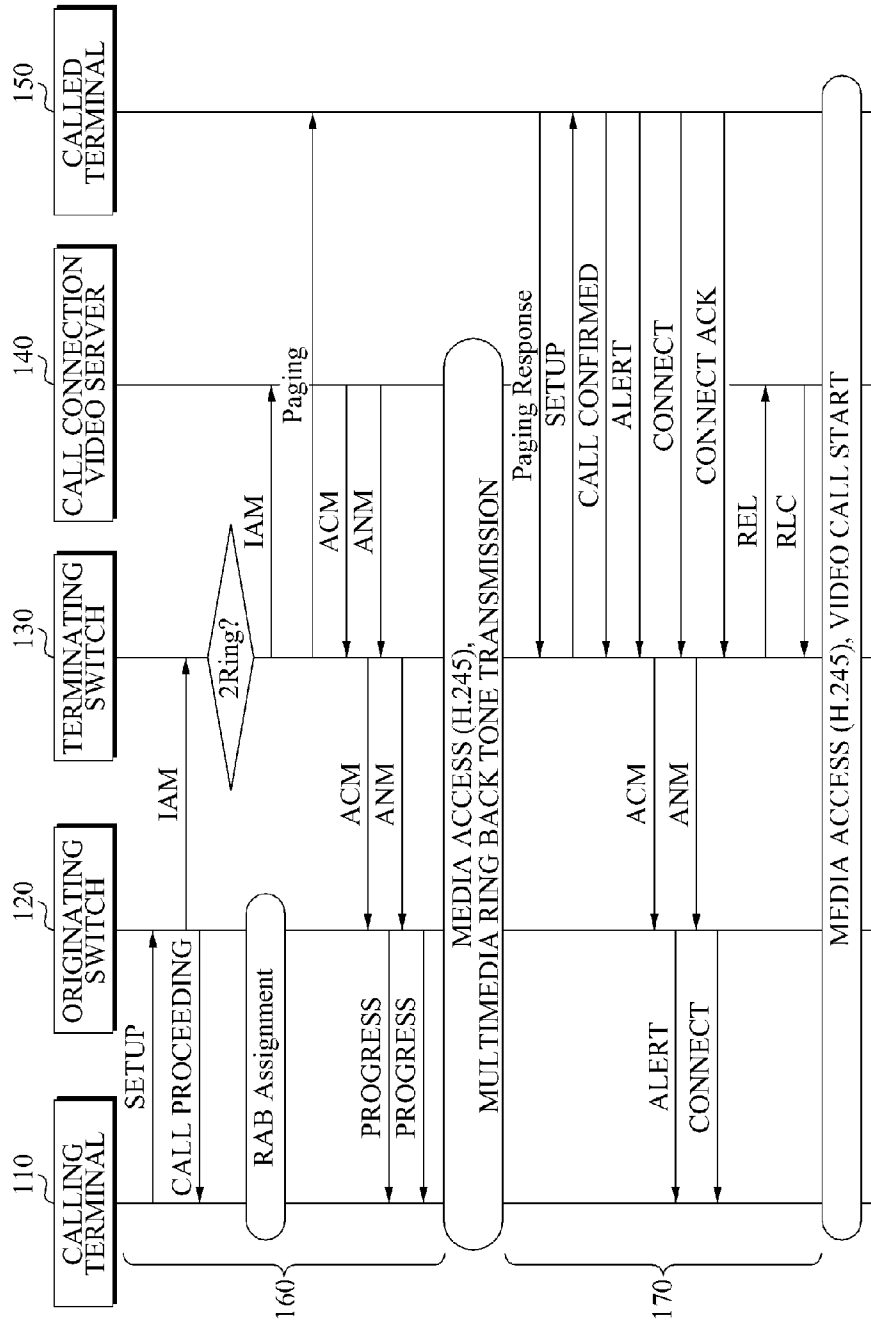 110
CALLING
TERMINAL
120
ORIGINATING
SWITCH
130
TERMINATING
SWITCH
140
CALL CONNECTION
VIDEO SERVER
150
CALLED
TERMINAL
SETUP
IAM
CALL PROCEEDING
2Ring?
RAB Assignment
IAM
Paging
ACM
ANM
ACM
ANM
PROGRESS
PROGRESS
160
MEDIA ACCESS (H.245),
MULTIMEDIA RING BACK TONE TRANSMISSION
Paging Response
SETUP
CALL CONFIRMED
ALERT
CONNECT
CONNECT ACK
ACM
ANM
ALERT
CONNECT
REL
RLC
170
MEDIA ACCESS (H.245), VIDEO CALL START